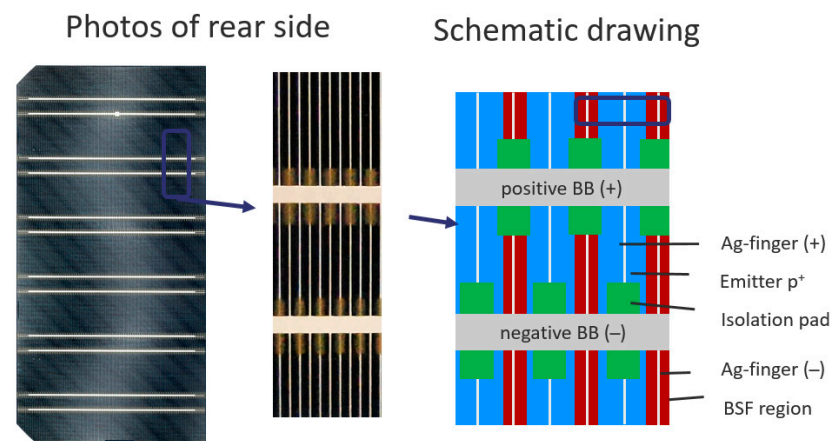 Photos of rear side
Schematic drawing
positive BB (+)
Ag-finger (+)
Emitter p⁺
Isolation pad
negative BB (–)
Ag-finger (–)
BSF region